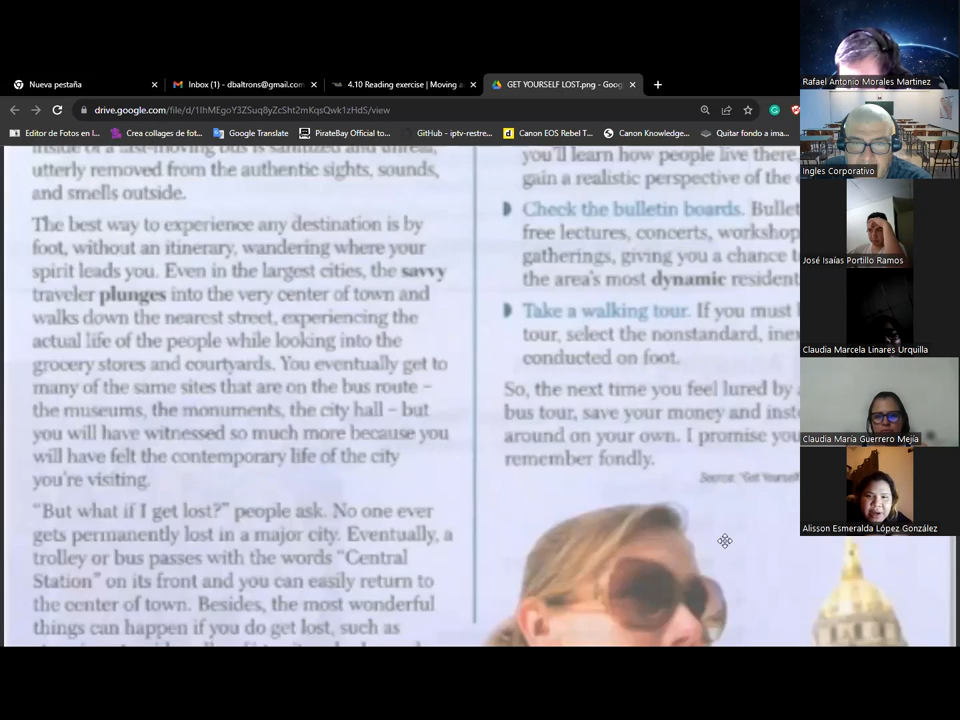 Nueva pestaña
Inbox (1) - dbaltrons@gmail.com
4.10 Reading exercise | Moving a
GET YOURSELF LOST.png - Goog
drive.google.com/file/d/1IhMEgoY3ZSuq8yZcSht2mKqsQwk1zHdS/view
Editor de Fotos en l...
Crea collages de fot...
Google Translate
PirateBay Official to...
GitHub - iptv-restre...
Canon EOS Rebel T...
Canon Knowledge...
Quitar fondo a ima...
inside of a fast-moving bus is sanitized and unreal,
utterly removed from the authentic sights, sounds,
and smells outside.
The best way to experience any destination is by
foot, without an itinerary, wandering where your
spirit leads you. Even in the largest cities, the savvy
traveler plunges into the very center of town and
walks down the nearest street, experiencing the
actual life of the people while looking into the
grocery stores and courtyards. You eventually get to
many of the same sites that are on the bus route –
the museums, the monuments, the city hall – but
you will have witnessed so much more because you
will have felt the contemporary life of the city
you're visiting.
"But what if I get lost?" people ask. No one ever
gets permanently lost in a major city. Eventually, a
trolley or bus passes with the words "Central
Station" on its front and you can easily return to
the center of town. Besides, the most wonderful
things can happen if you do get lost, such as
you'll learn how people live there,
gain a realistic perspective of the
Check the bulletin boards. Bullet
free lectures, concerts, workshop
gatherings, giving you a chance t
the area's most dynamic resident
Take a walking tour. If you must
tour, select the nonstandard, ine
conducted on foot.
So, the next time you feel lured by
bus tour, save your money and inst
around on your own. I promise you
remember fondly.
Source: "Get Yourself
Rafael Antonio Morales Martinez
Ingles Corporativo
José Isaías Portillo Ramos
Claudia Marcela Linares Urquilla
Claudia María Guerrero Mejía
Alisson Esmeralda López González